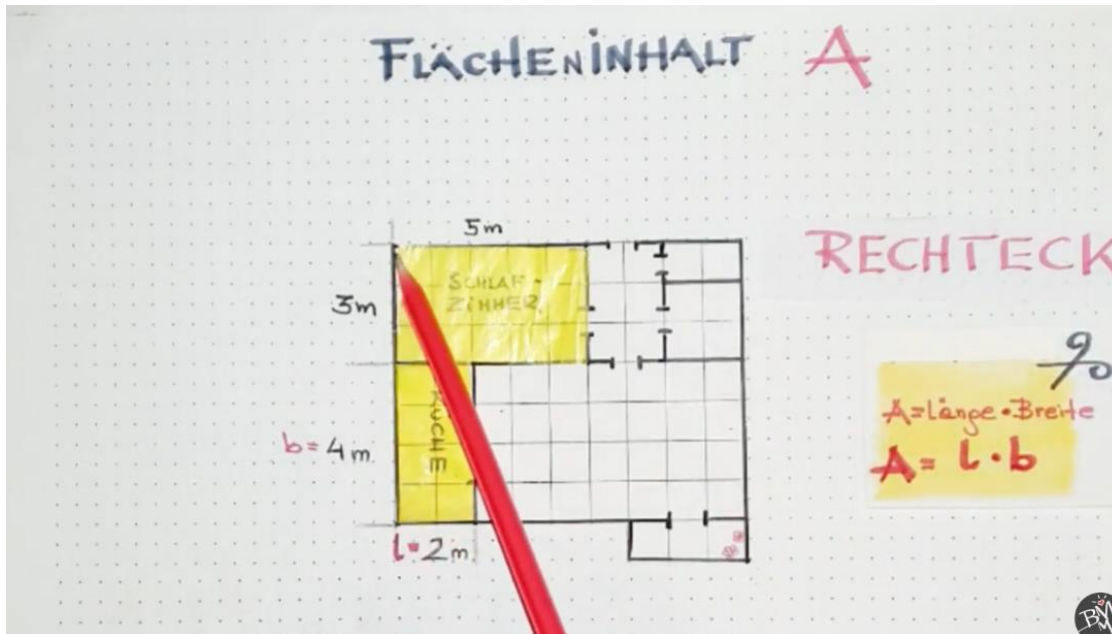 FLÄCHENINHALT A
5m
SCHLAF-
ZIMMER
3m
RECHTECK
KÜCHE
A=Länge•Breite
A= l•b
b= 4m
l= 2m